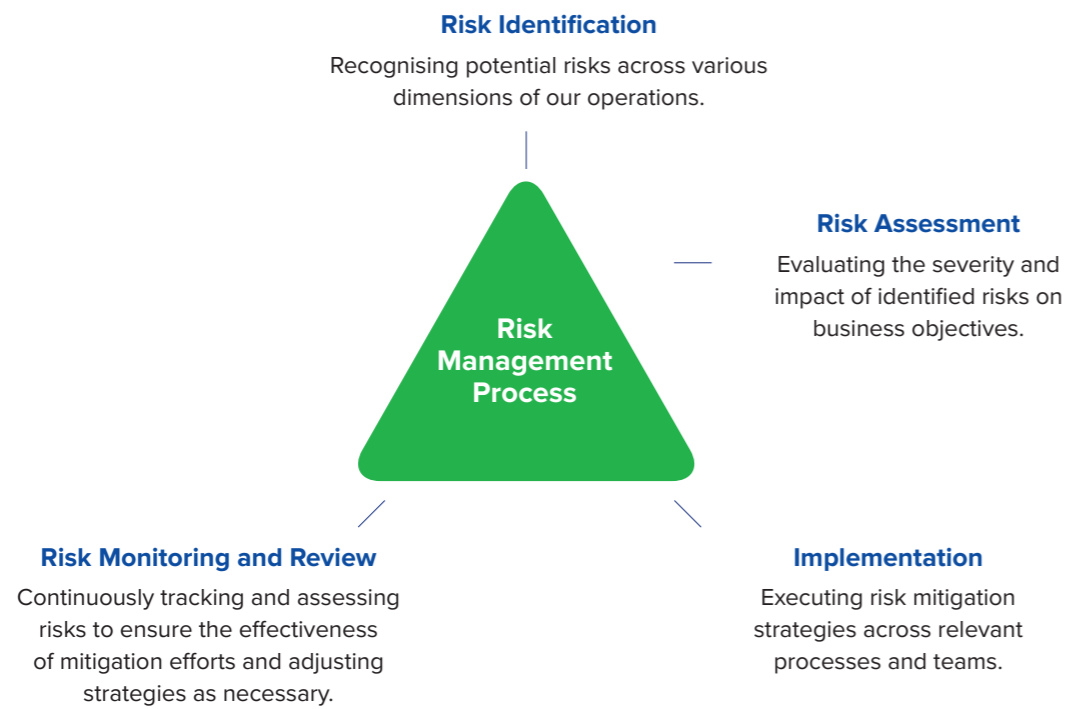 Risk Identification
Recognising potential risks across various
dimensions of our operations.
Risk Assessment
Evaluating the severity and
impact of identified risks on
business objectives.
Risk
Management
Process
Risk Monitoring and Review
Continuously tracking and assessing
risks to ensure the effectiveness
of mitigation efforts and adjusting
strategies as necessary.
Implementation
Executing risk mitigation
strategies across relevant
processes and teams.